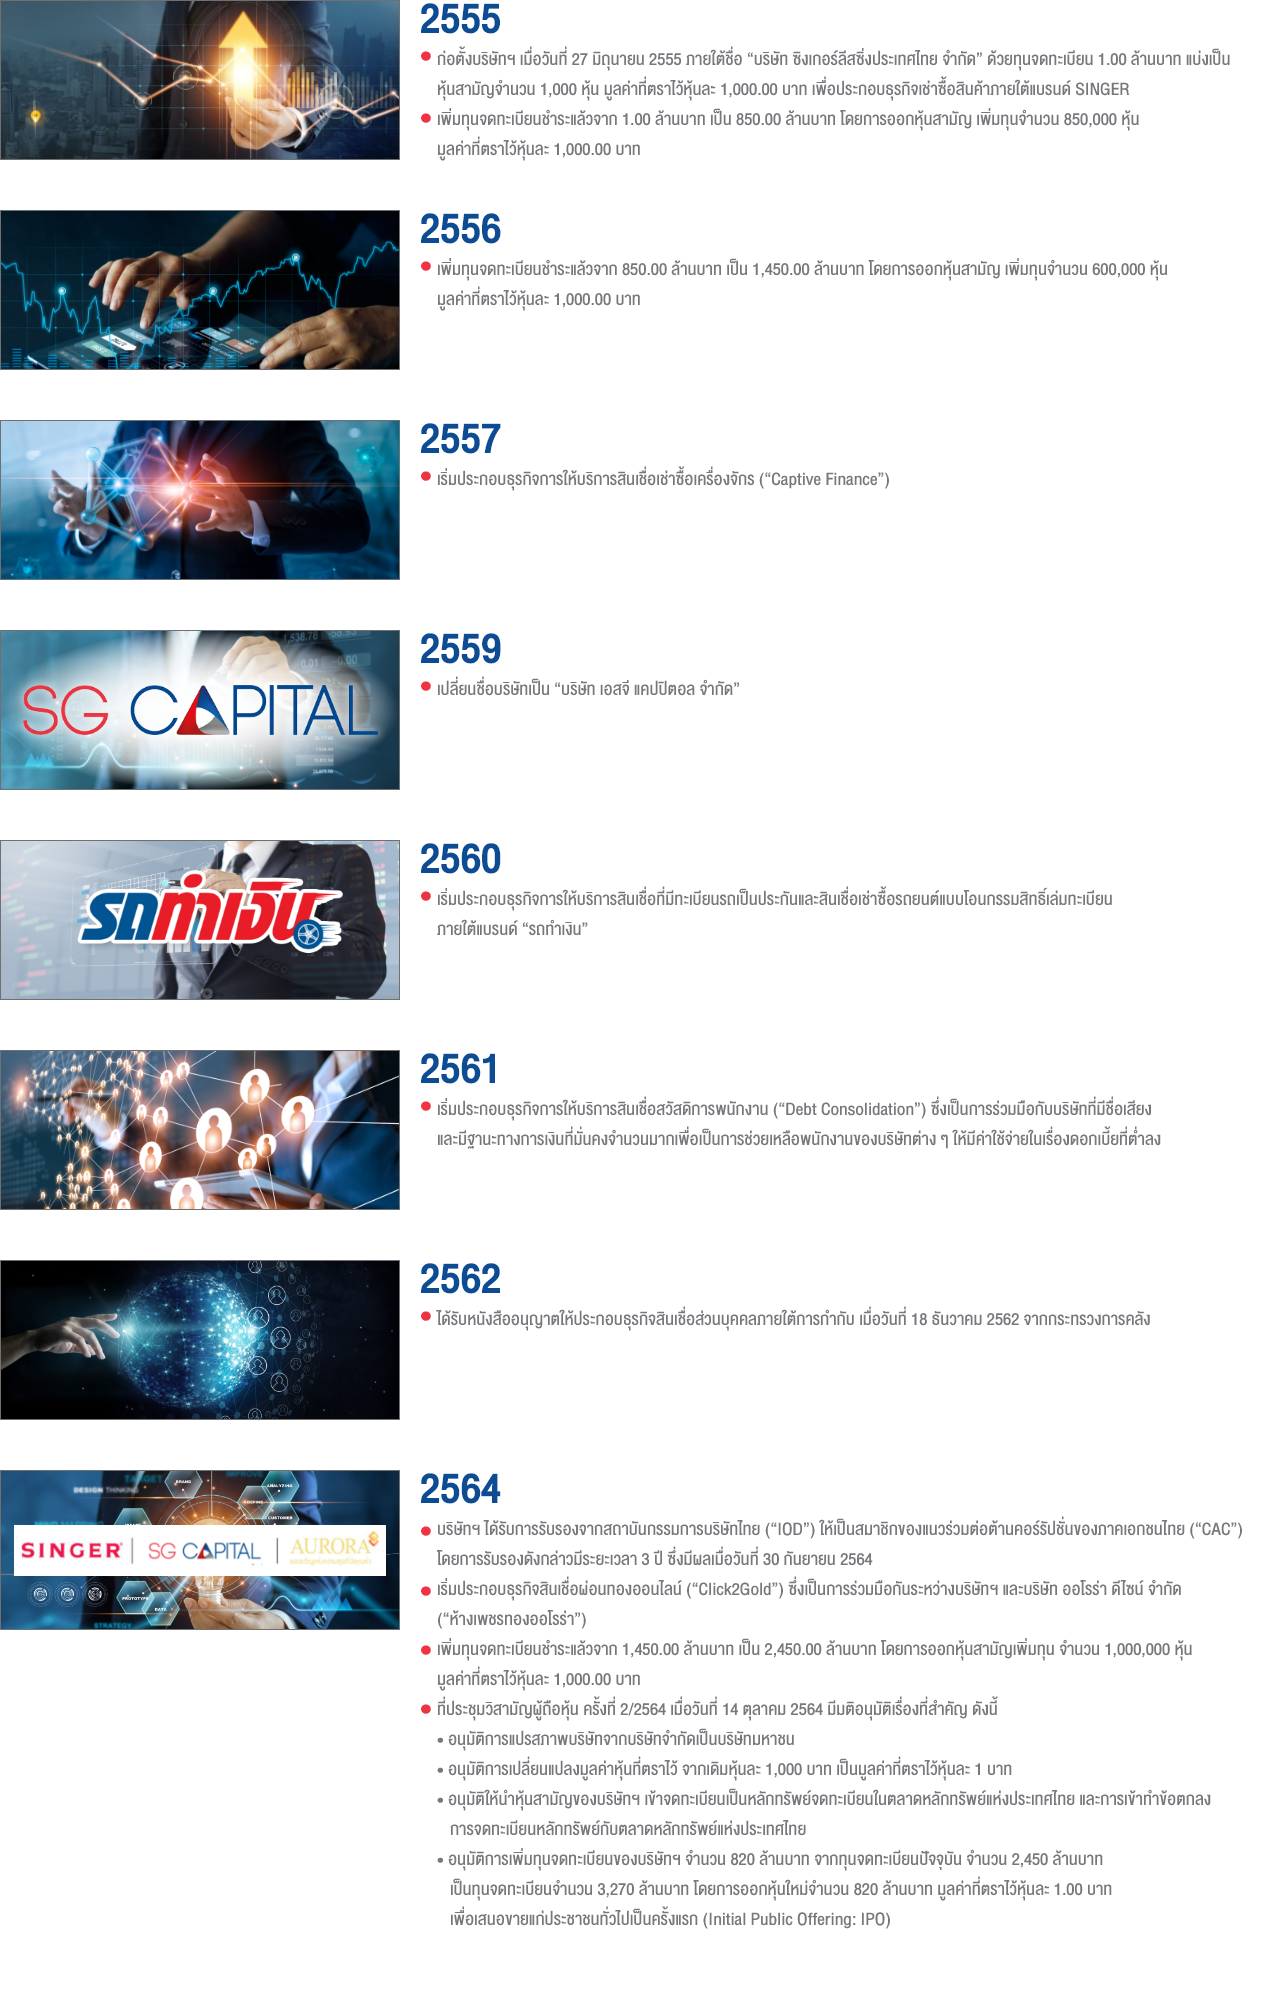 2555
ก่อตั้งบริษัทฯ เมื่อวันที่ 27 มิถุนายน 2555 ภายใต้ชื่อ “บริษัท ซิงเกอร์ลีสซิ่งประเทศไทย จำกัด” ด้วยทุนจดทะเบียน 1.00 ล้านบาท แบ่งเป็น
หุ้นสามัญจำนวน 1,000 หุ้น มูลค่าที่ตราไว้หุ้นละ 1,000.00 บาท เพื่อประกอบธุรกิจเช่าซื้อสินค้าภายใต้แบรนด์ SINGER
เพิ่มทุนจดทะเบียนชำระแล้วจาก 1.00 ล้านบาท เป็น 850.00 ล้านบาท โดยการออกหุ้นสามัญ เพิ่มทุนจำนวน 850,000 หุ้น
มูลค่าที่ตราไว้หุ้นละ 1,000.00 บาท
2556
เพิ่มทุนจดทะเบียนชำระแล้วจาก 850.00 ล้านบาท เป็น 1,450.00 ล้านบาท โดยการออกหุ้นสามัญ เพิ่มทุนจำนวน 600,000 หุ้น
มูลค่าที่ตราไว้หุ้นละ 1,000.00 บาท
2557
เริ่มประกอบธุรกิจการให้บริการสินเชื่อเช่าซื้อเครื่องจักร (“Captive Finance”)
SG CAPITAL
2559
เปลี่ยนชื่อบริษัทเป็น “บริษัท เอสจี แคปปิตอล จำกัด”
รถทำเงิน
2560
เริ่มประกอบธุรกิจการให้บริการสินเชื่อที่มีทะเบียนรถเป็นประกันและสินเชื่อเช่าซื้อรถยนต์แบบโอนกรรมสิทธิ์เล่มทะเบียน
ภายใต้แบรนด์ “รถทำเงิน”
2561
เริ่มประกอบธุรกิจการให้บริการสินเชื่อสวัสดิการพนักงาน (“Debt Consolidation”) ซึ่งเป็นการร่วมมือกับบริษัทที่มีชื่อเสียง
และมีฐานะทางการเงินที่มั่นคงจำนวนมากเพื่อเป็นการช่วยเหลือพนักงานของบริษัทต่าง ๆ ให้มีค่าใช้จ่ายในเรื่องดอกเบี้ยที่ต่ำลง
2562
ได้รับหนังสืออนุญาตให้ประกอบธุรกิจสินเชื่อส่วนบุคคลภายใต้การกำกับ เมื่อวันที่ 18 ธันวาคม 2562 จากกระทรวงการคลัง
TARGET
IMPROVE
BRAND
ANALYZING
DESIGN THINKING
DEFINE
CUSTOMER
SINGER | SG CAPITAL | AURORA
PROTOTYPE
DATA
STRATEGY
2564
บริษัทฯ ได้รับการรับรองจากสถาบันกรรมการบริษัทไทย (“IOD”) ให้เป็นสมาชิกของแนวร่วมต่อต้านคอร์รัปชั่นของภาคเอกชนไทย (“CAC”)
โดยการรับรองดังกล่าวมีระยะเวลา 3 ปี ซึ่งมีผลเมื่อวันที่ 30 กันยายน 2564
เริ่มประกอบธุรกิจสินเชื่อผ่อนทองออนไลน์ (“Click2Gold”) ซึ่งเป็นการร่วมมือกันระหว่างบริษัทฯ และบริษัท ออโรร่า ดีไซน์ จำกัด
(“ห้างเพชรทองออโรร่า”)
เพิ่มทุนจดทะเบียนชำระแล้วจาก 1,450.00 ล้านบาท เป็น 2,450.00 ล้านบาท โดยการออกหุ้นสามัญเพิ่มทุน จำนวน 1,000,000 หุ้น
มูลค่าที่ตราไว้หุ้นละ 1,000.00 บาท
ที่ประชุมวิสามัญผู้ถือหุ้น ครั้งที่ 2/2564 เมื่อวันที่ 14 ตุลาคม 2564 มีมติอนุมัติเรื่องที่สำคัญ ดังนี้
• อนุมัติการแปรสภาพบริษัทจากบริษัทจำกัดเป็นบริษัทมหาชน
• อนุมัติการเปลี่ยนแปลงมูลค่าหุ้นที่ตราไว้ จากเดิมหุ้นละ 1,000 บาท เป็นมูลค่าที่ตราไว้หุ้นละ 1 บาท
• อนุมัติให้นำหุ้นสามัญของบริษัทฯ เข้าจดทะเบียนเป็นหลักทรัพย์จดทะเบียนในตลาดหลักทรัพย์แห่งประเทศไทย และการเข้าทำข้อตกลง
การจดทะเบียนหลักทรัพย์กับตลาดหลักทรัพย์แห่งประเทศไทย
• อนุมัติการเพิ่มทุนจดทะเบียนของบริษัทฯ จำนวน 820 ล้านบาท จากทุนจดทะเบียนปัจจุบัน จำนวน 2,450 ล้านบาท
เป็นทุนจดทะเบียนจำนวน 3,270 ล้านบาท โดยการออกหุ้นใหม่จำนวน 820 ล้านบาท มูลค่าที่ตราไว้หุ้นละ 1.00 บาท
เพื่อเสนอขายแก่ประชาชนทั่วไปเป็นครั้งแรก (Initial Public Offering: IPO)